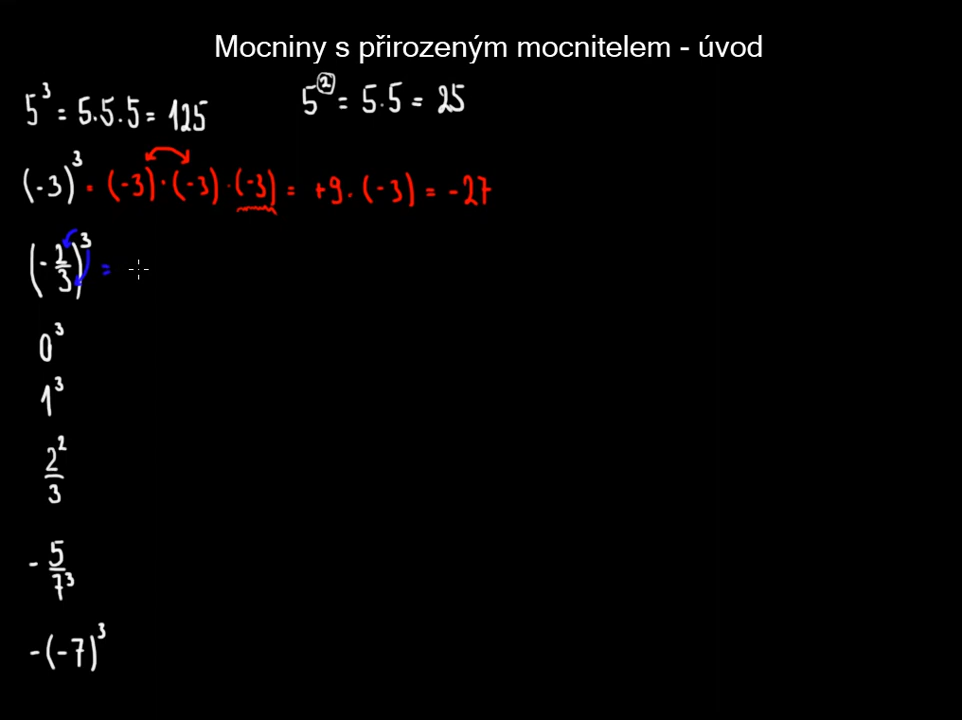 Mocniny s přirozeným mocnitelem - úvod
5³ = 5.5.5 = 125 5² = 5.5 = 25
(-3)³ = (-3)·(-3)·(-3) = +9.(-3) = -27
(-2/3)³ =
0³
1³
2²/3
-5/7³
-(-7)³